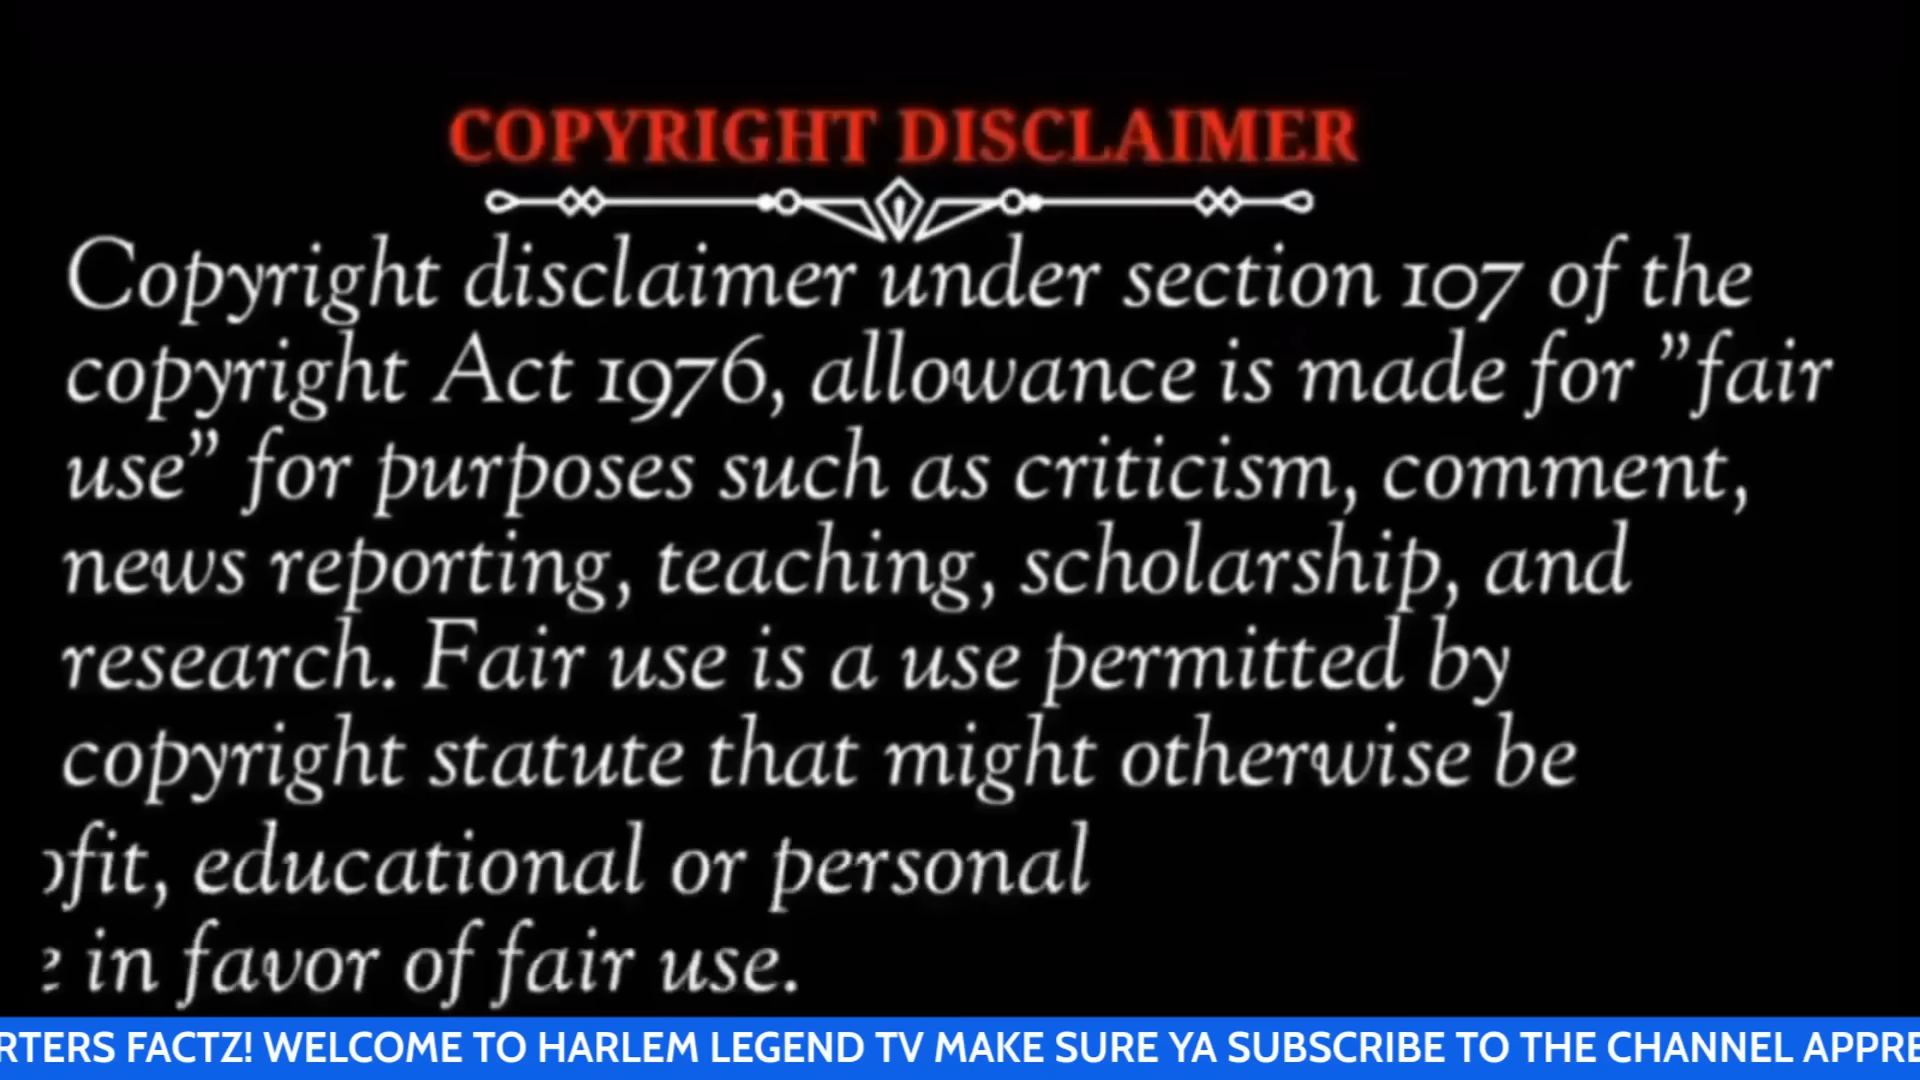 COPYRIGHT DISCLAIMER
Copyright disclaimer under section 107 of the
copyright Act 1976, allowance is made for ”fair
use” for purposes such as criticism, comment,
news reporting, teaching, scholarship, and
research. Fair use is a use permitted by
copyright statute that might otherwise be
ofit, educational or personal
in favor of fair use.
RTERS FACTZ! WELCOME TO HARLEM LEGEND TV MAKE SURE YA SUBSCRIBE TO THE CHANNEL APPRE